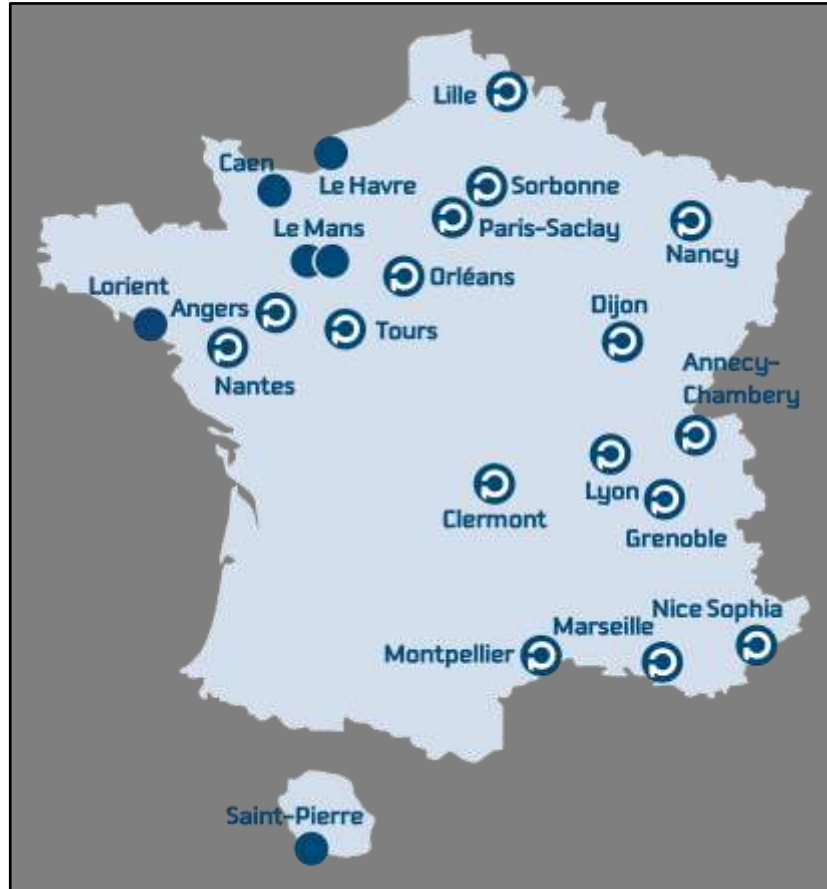 Lille
Caen
Le Havre
Sorbonne
Paris-Saclay
Le Mans
Nancy
Orléans
Lorient
Angers
Tours
Dijon
Nantes
Annecy-
Chambery
Lyon
Clermont
Grenoble
Nice Sophia
Marseille
Montpellier
Saint-Pierre